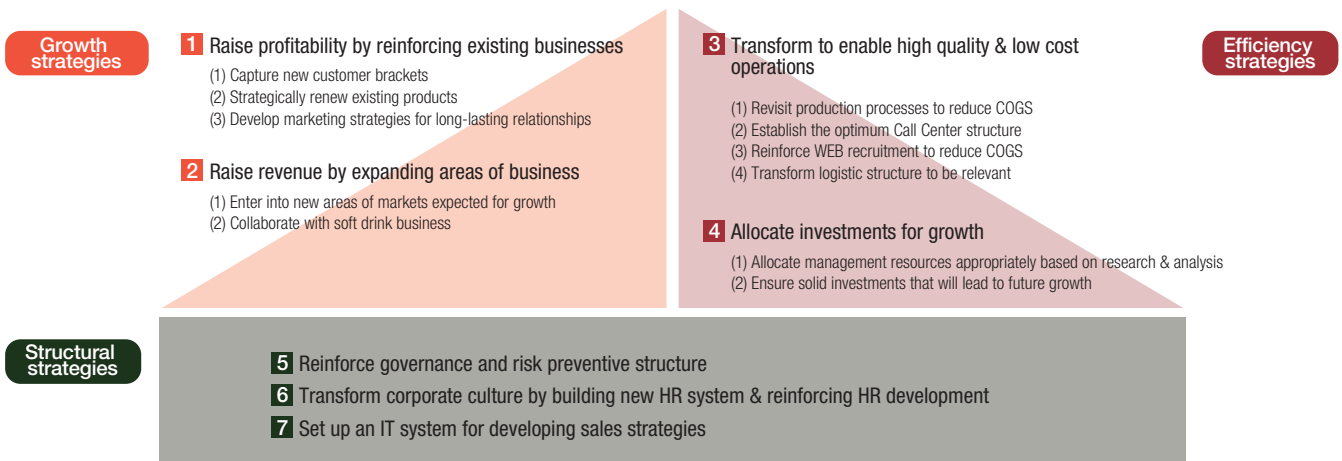 Growth
strategies
1 Raise profitability by reinforcing existing businesses
(1) Capture new customer brackets
(2) Strategically renew existing products
(3) Develop marketing strategies for long-lasting relationships
2 Raise revenue by expanding areas of business
(1) Enter into new areas of markets expected for growth
(2) Collaborate with soft drink business
3 Transform to enable high quality & low cost
operations
(1) Revisit production processes to reduce COGS
(2) Establish the optimum Call Center structure
(3) Reinforce WEB recruitment to reduce COGS
(4) Transform logistic structure to be relevant
4 Allocate investments for growth
(1) Allocate management resources appropriately based on research & analysis
(2) Ensure solid investments that will lead to future growth
Efficiency
strategies
Structural
strategies
5 Reinforce governance and risk preventive structure
6 Transform corporate culture by building new HR system & reinforcing HR development
7 Set up an IT system for developing sales strategies